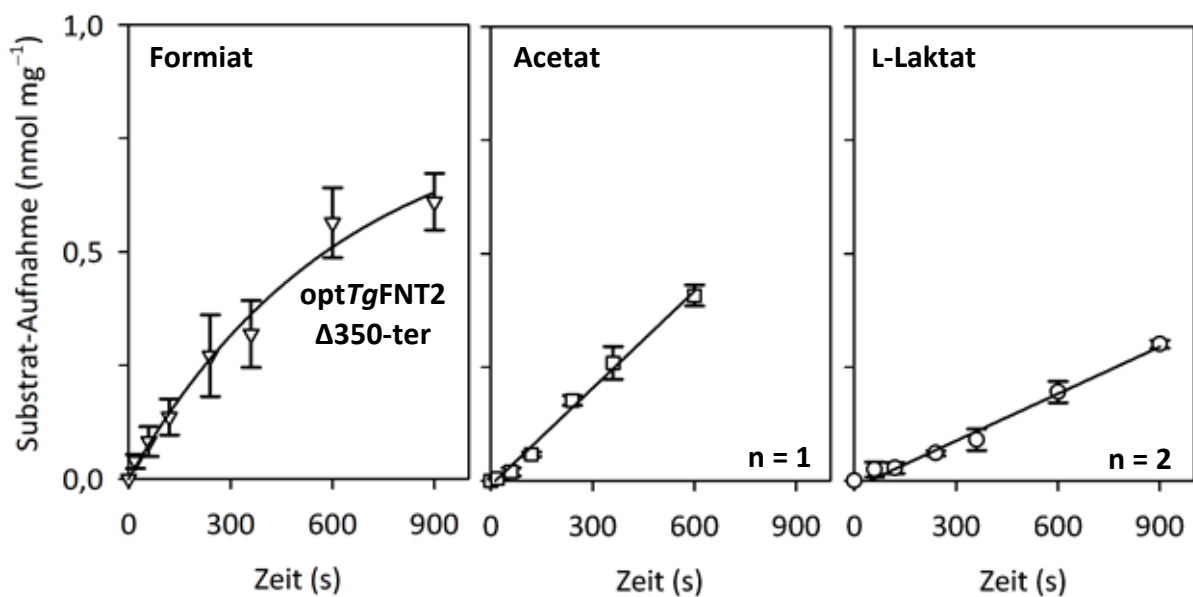 Substrat-Aufnahme (nmol mg⁻¹)
1,0
0,5
0,0
Formiat
optTgFNT2
Δ350-ter
0 300 600 900
Zeit (s)
Acetat
n = 1
0 300 600 900
Zeit (s)
L-Laktat
n = 2
0 300 600 900
Zeit (s)